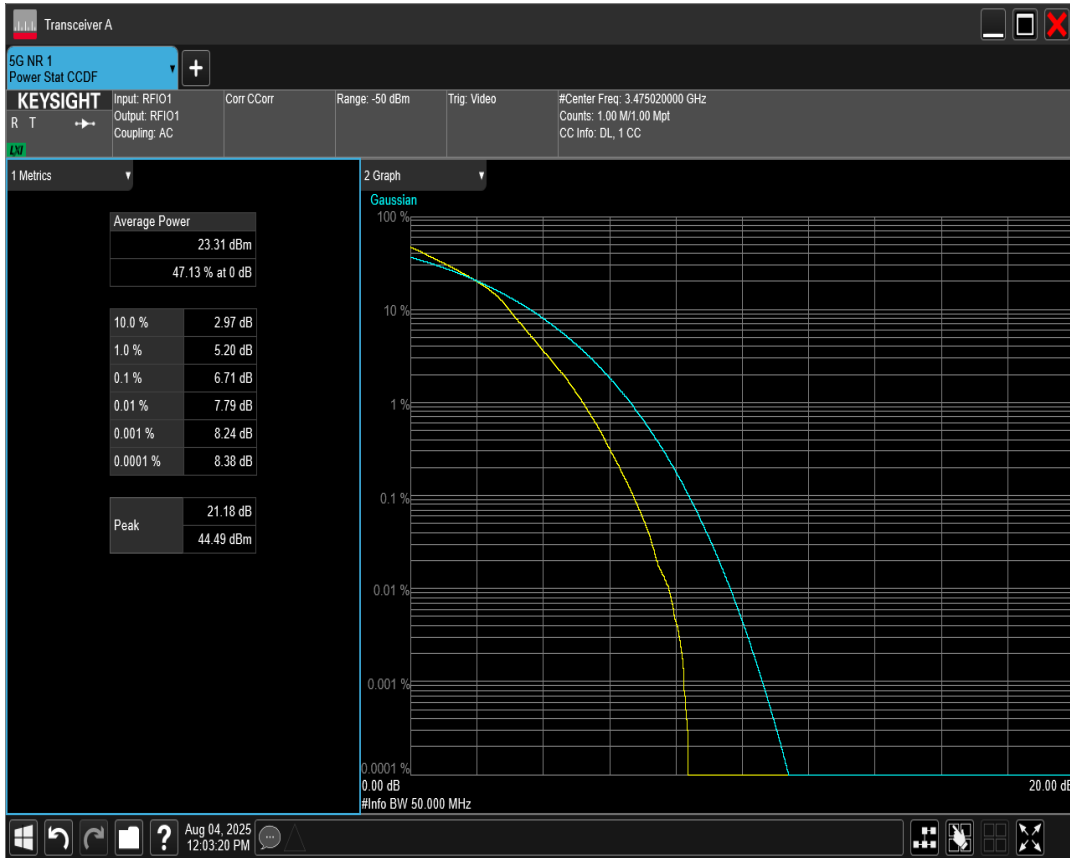 Transceiver A
5G NR 1
Power Stat CCDF
KEYSIGHT
R T
LXI
Input: RFIO1
Output: RFIO1
Coupling: AC
Corr CCorr
Range: -50 dBm
Trig: Video
#Center Freq: 3.475020000 GHz
Counts: 1.00 M/1.00 Mpt
CC Info: DL, 1 CC
1 Metrics
Average Power
23.31 dBm
47.13 % at 0 dB
10.0 % 2.97 dB
1.0 % 5.20 dB
0.1 % 6.71 dB
0.01 % 7.79 dB
0.001 % 8.24 dB
0.0001 % 8.38 dB
Peak
21.18 dB
44.49 dBm
2 Graph
Gaussian
100 %
10 %
1 %
0.1 %
0.01 %
0.001 %
0.0001 %
0.00 dB
20.00 dB
#Info BW 50.000 MHz
?
Aug 04, 2025
12:03:20 PM